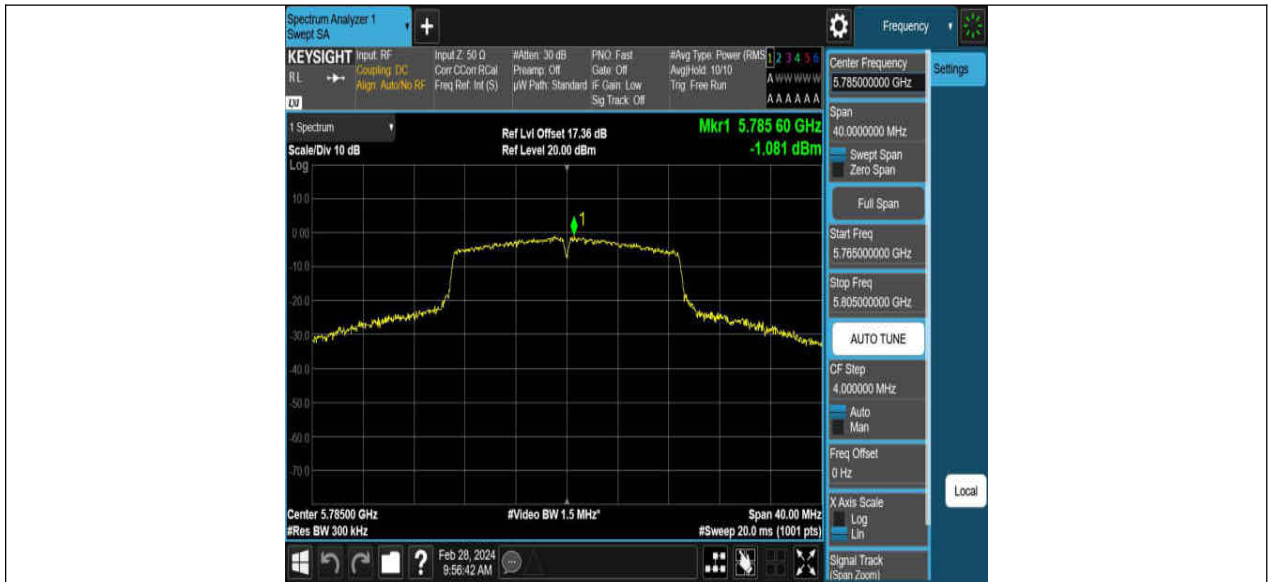 Spectrum Analyzer 1
Swept SA
+
Frequency
KEYSIGHT
RL
LXI
Input: RF
Coupling: DC
Align: Auto/No RF
Input Z: 50 Ω
Corr CCorr RCal
Freq Ref: Int (S)
#Atten: 30 dB
Preamp: Off
µW Path: Standard
PNO: Fast
Gate: Off
IF Gain: Low
Sig Track: Off
#Avg Type: Power (RMS
Avg|Hold: 10/10
Trig: Free Run
1 2 3 4 5 6
A W W W W W
A A A A A A
1 Spectrum
Scale/Div 10 dB
Log
Ref Lvl Offset 17.36 dB
Ref Level 20.00 dBm
Mkr1 5.785 60 GHz
-1.081 dBm
10.0
0.00
-10.0
-20.0
-30.0
-40.0
-50.0
-60.0
-70.0
1
Center 5.78500 GHz
#Res BW 300 kHz
#Video BW 1.5 MHz*
Span 40.00 MHz
#Sweep 20.0 ms (1001 pts)
?
Feb 28, 2024
9:56:42 AM
Center Frequency
5.785000000 GHz
Span
40.0000000 MHz
Swept Span
Zero Span
Full Span
Start Freq
5.765000000 GHz
Stop Freq
5.805000000 GHz
AUTO TUNE
CF Step
4.000000 MHz
Auto
Man
Freq Offset
0 Hz
X Axis Scale
Log
Lin
Signal Track
(Span Zoom)
Settings
Local